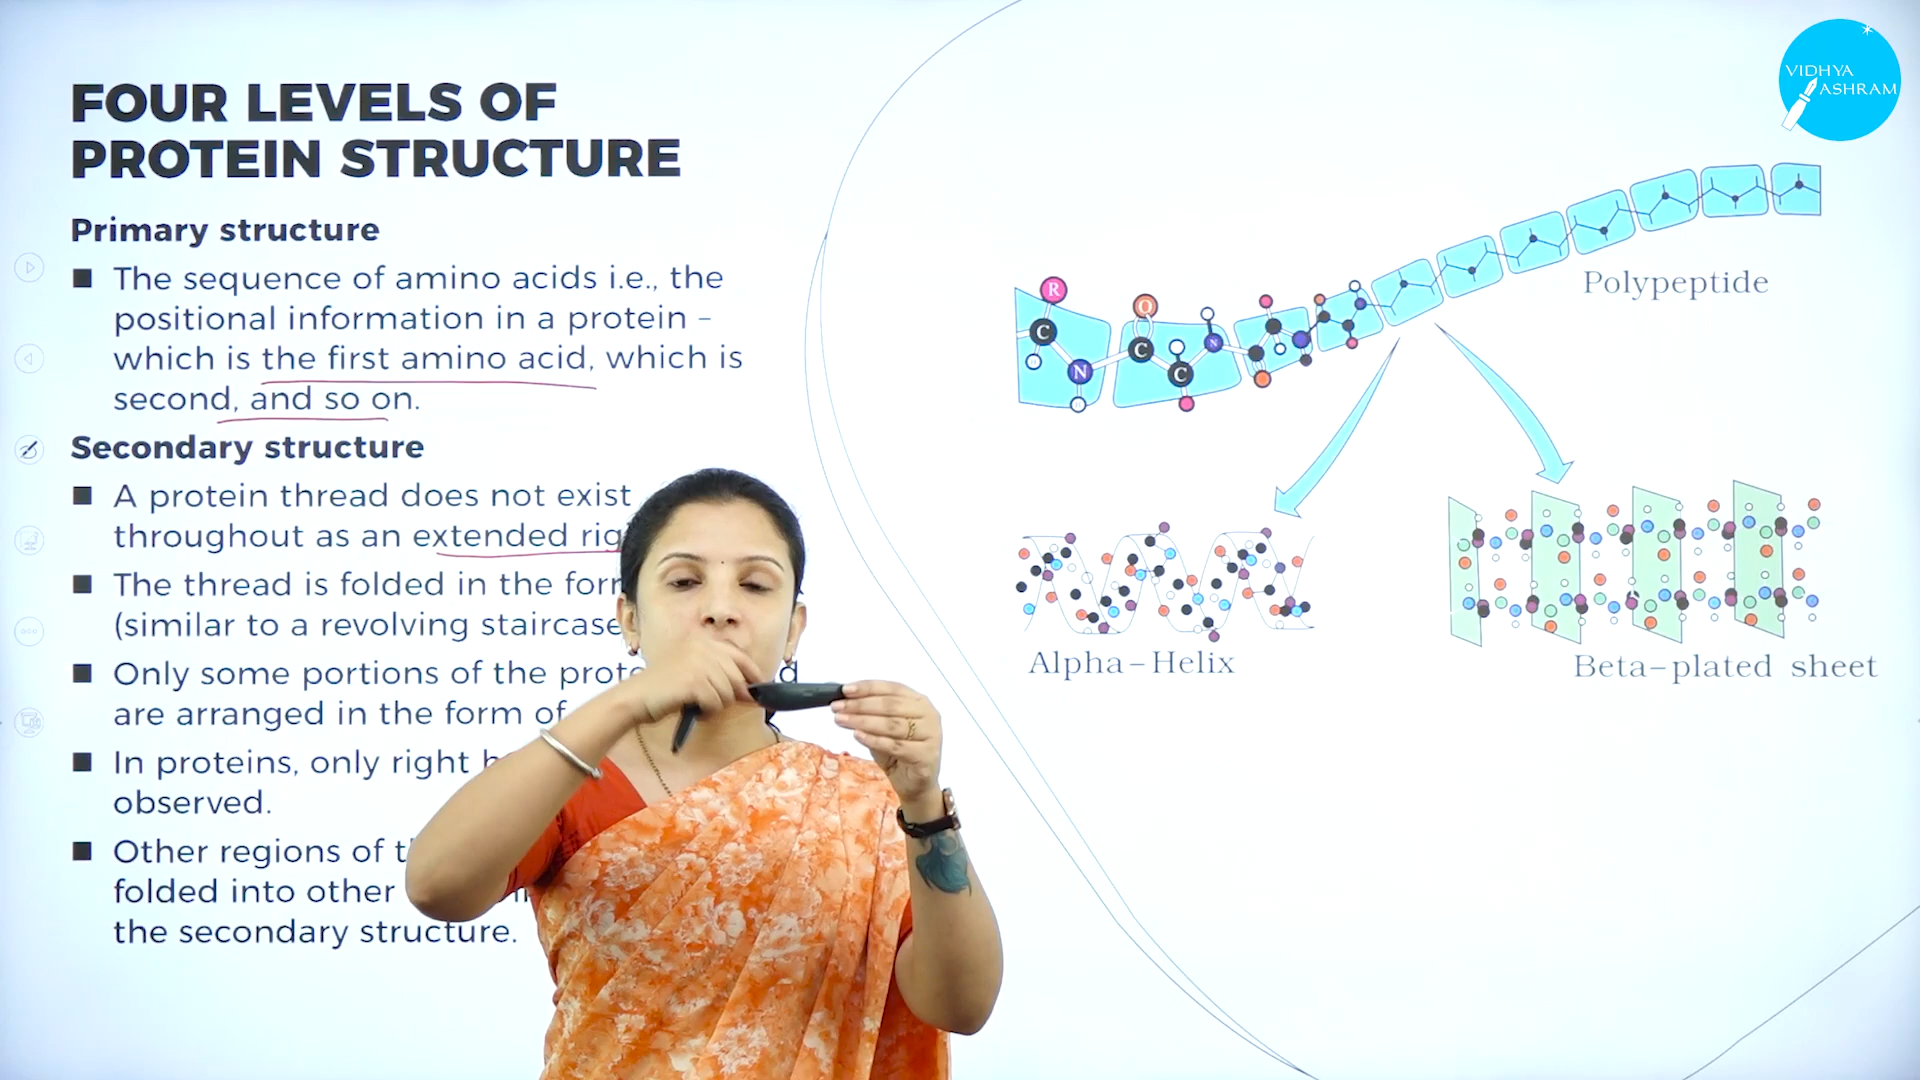 FOUR LEVELS OF
PROTEIN STRUCTURE
Primary structure
The sequence of amino acids i.e., the
positional information in a protein –
which is the first amino acid, which is
second, and so on.
Secondary structure
A protein thread does not exist
throughout as an extended rig
The thread is folded in the for
(similar to a revolving staircase
Only some portions of the prote d
are arranged in the form of
In proteins, only right h
observed.
Other regions of t
folded into other
the secondary structure.
VIDHYA
ASHRAM
Polypeptide
R
O
C
C
N
C
N
Alpha–Helix
Beta–plated sheet